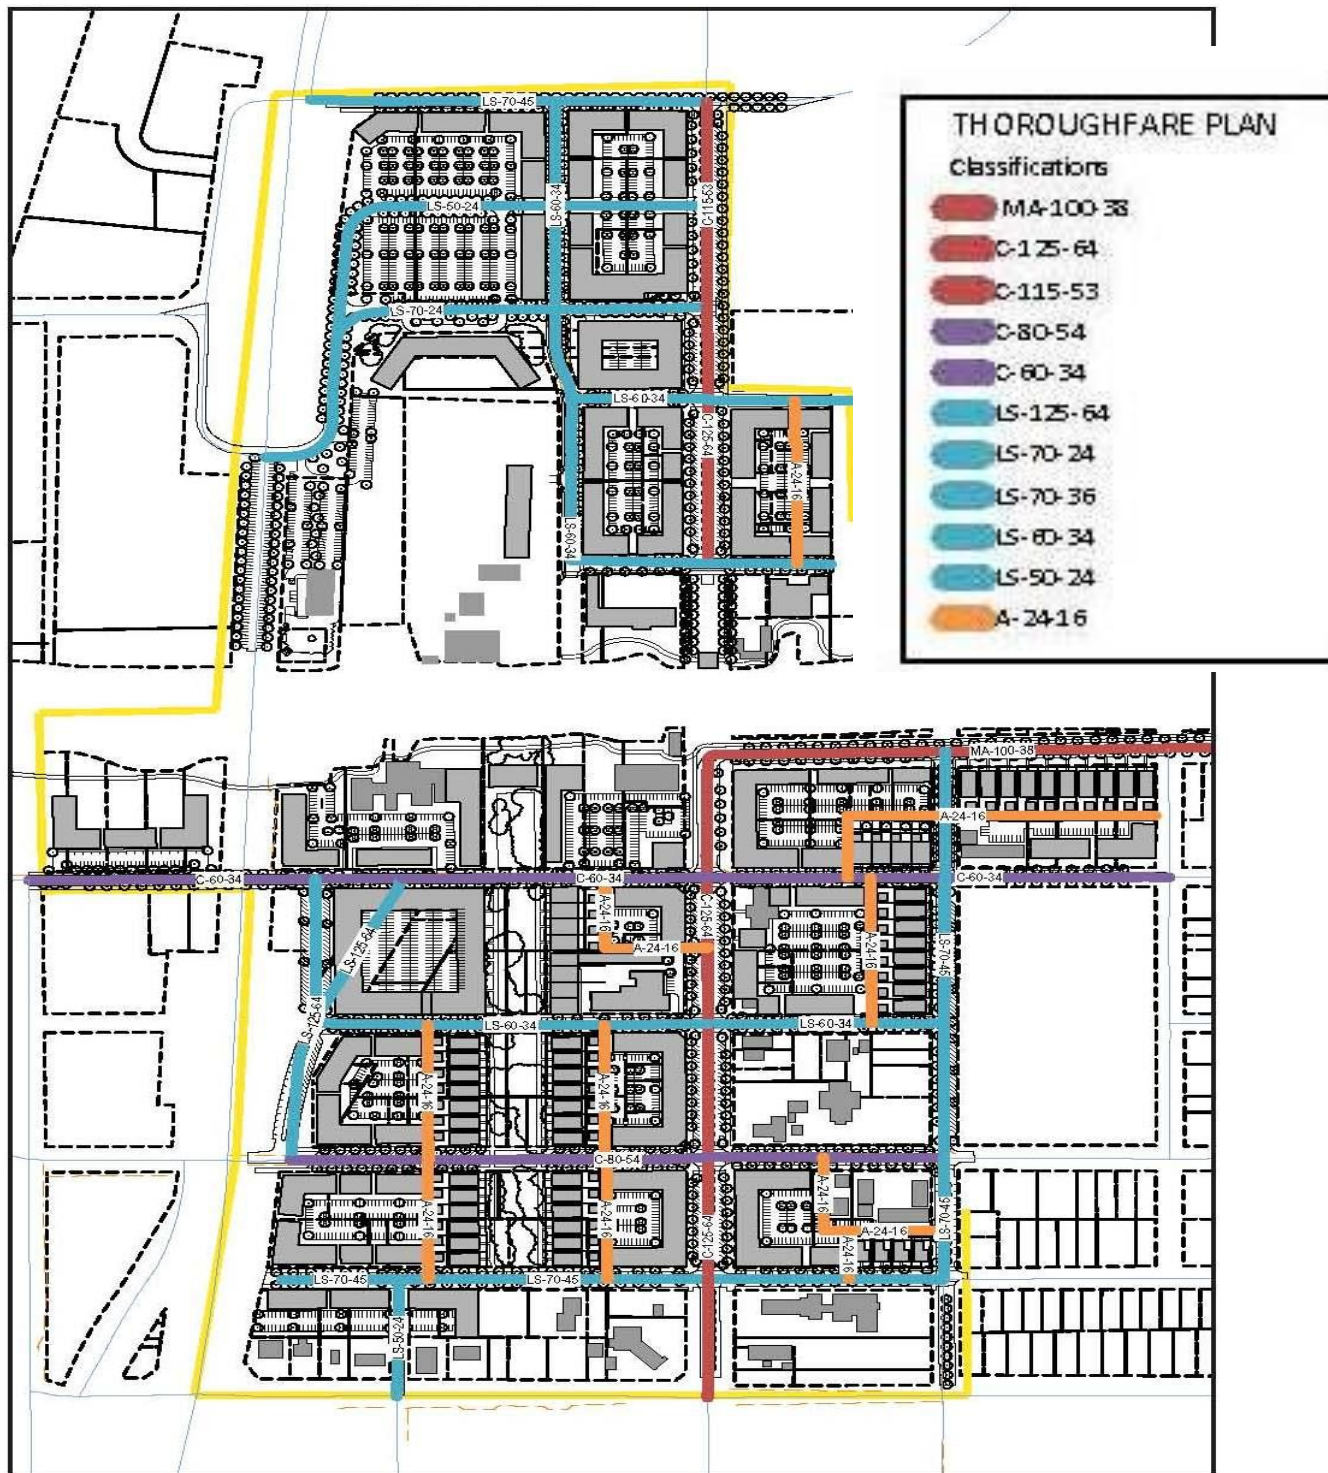 THOROUGHFARE PLAN
Classifications
MA-100-38
C-125-64
C-115-53
C-80-54
C-60-34
LS-125-64
LS-70-24
LS-70-36
LS-60-34
LS-50-24
A-24-16
LS-70-45
LS-60-34
C-115-53
LS-50-24
LS-70-24
LS-60-34
C-125-64
A-24-16
LS-60-34
MA-100-38
A-24-16
C-60-34
C-60-34
C-60-34
A-24-16
C-125-64
LS-125-64
A-24-16
A-24-16
LS-70-45
LS-125-64
LS-60-34
LS-60-34
A-24-16
A-24-16
C-80-54
A-24-16
A-24-16
A-24-16
C-125-64
LS-70-45
A-24-16
A-24-16
LS-70-45
LS-70-45
LS-50-24